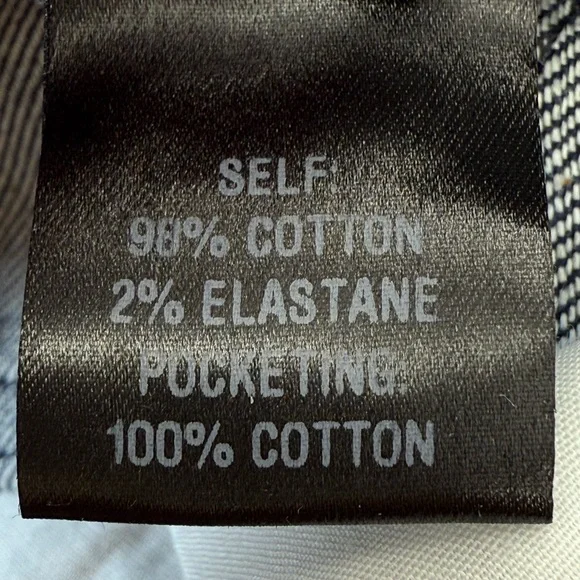 SELF:
98% COTTON
2% ELASTANE
POCKETING:
100% COTTON